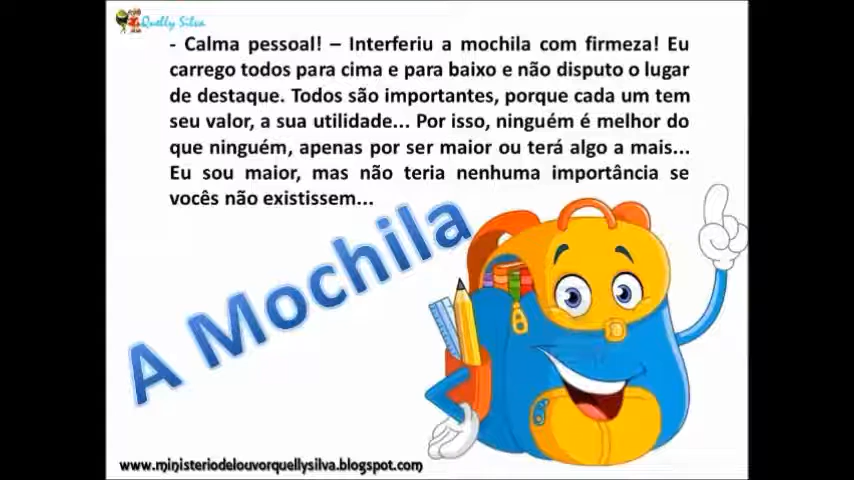 Quelly Silva
- Calma pessoal! – Interferiu a mochila com firmeza! Eu
carrego todos para cima e para baixo e não disputo o lugar
de destaque. Todos são importantes, porque cada um tem
seu valor, a sua utilidade... Por isso, ninguém é melhor do
que ninguém, apenas por ser maior ou terá algo a mais...
Eu sou maior, mas não teria nenhuma importância se
vocês não existissem...
A Mochila
www.ministeriodelouvorquellysilva.blogspot.com